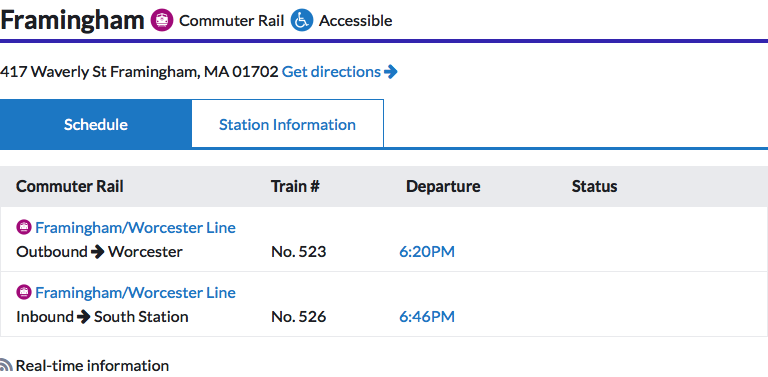 Framingham Commuter Rail Accessible
417 Waverly St Framingham, MA 01702 Get directions
Schedule Station Information
Commuter Rail Train # Departure Status
Framingham/Worcester Line
Outbound Worcester No. 523 6:20PM
Framingham/Worcester Line
Inbound South Station No. 526 6:46PM
Real-time information